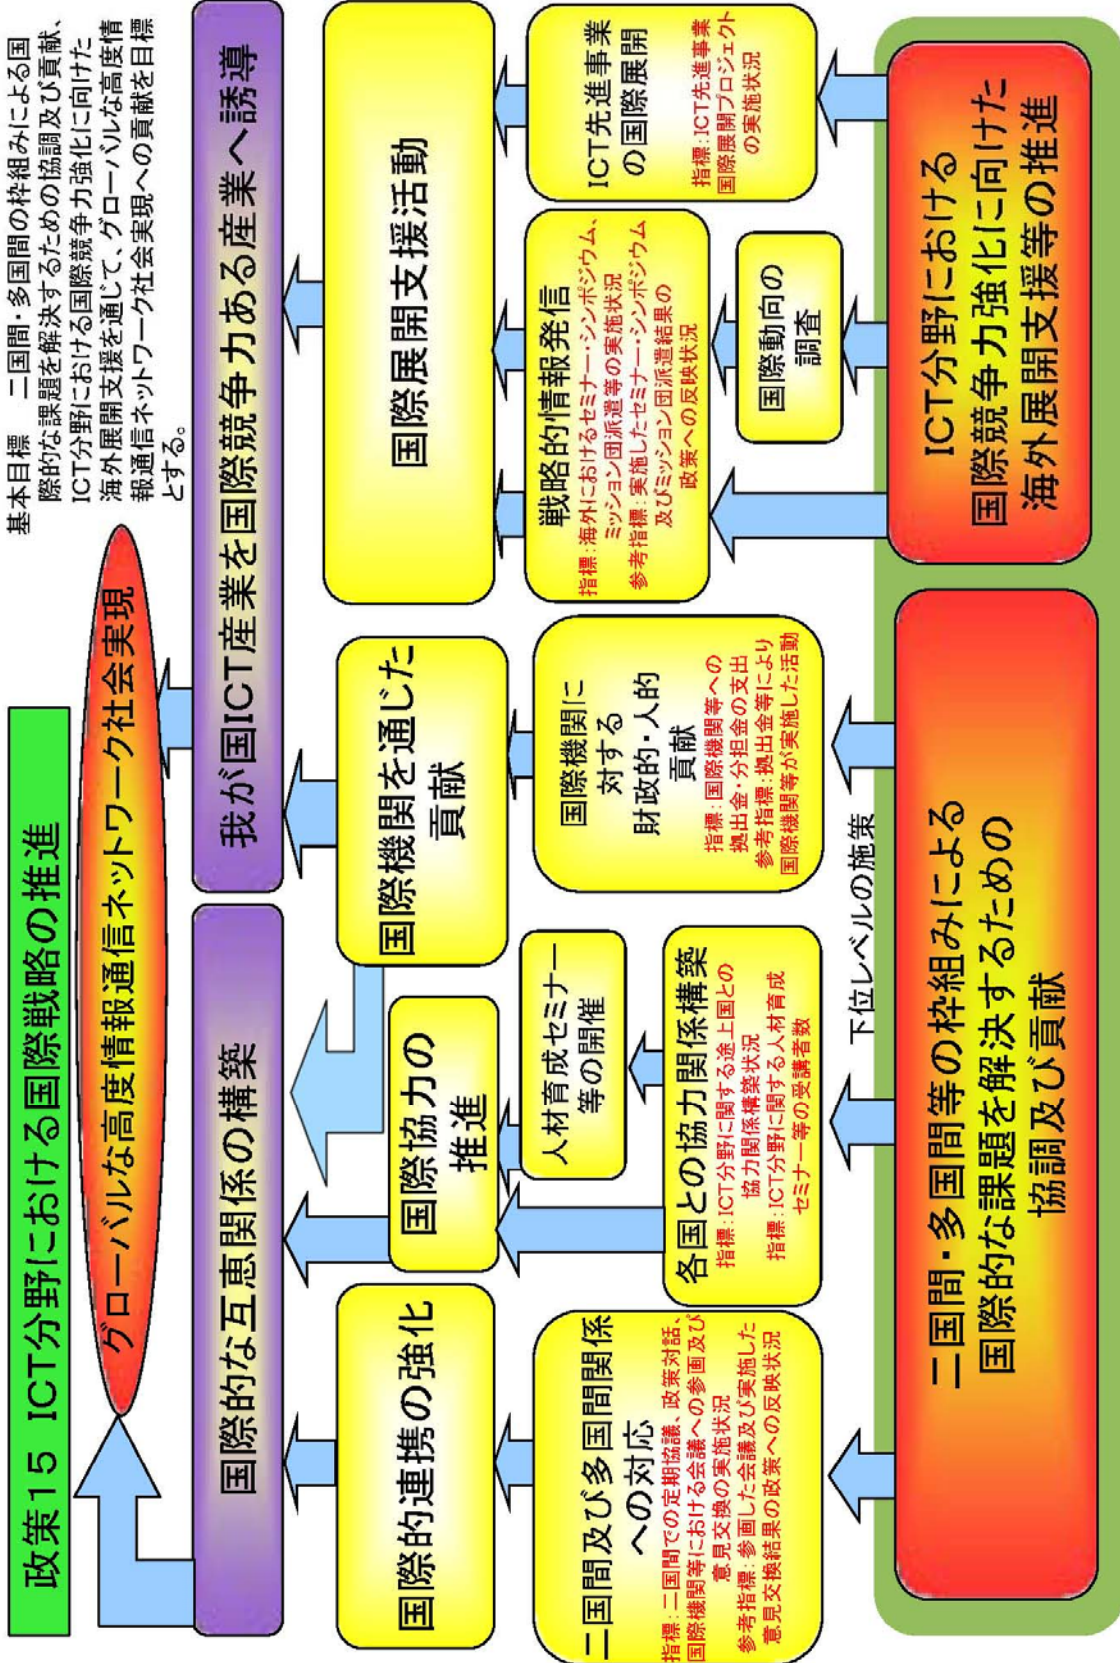 政策15 ICT分野における国際戦略の推進
基本目標 二国間・多国間の枠組みによる国
際的な課題を解決するための協調及び貢献、
ICT分野における国際競争力強化に向けた
海外展開支援を通じて、グローバルな高度情
報通信ネットワーク社会実現への貢献を目標
とする。
グローバルな高度情報通信ネットワーク社会実現
国際的な互恵関係の構築
我が国ICT産業を国際競争力ある産業へ誘導
国際的連携の強化
国際協力の
推進
国際機関を通じた
貢献
国際展開支援活動
二国間及び多国間関係
への対応
指標:二国間での定期協議、政策対話、
国際機関等における会議への参画及び
意見交換の実施状況
参考指標:参画した会議及び実施した
意見交換結果の政策への反映状況
人材育成セミナー
等の開催
各国との協力関係構築
指標:ICT分野に関する途上国との
協力関係構築状況
指標:ICT分野に関する人材育成
セミナー等の受講者数
国際機関に
対する
財政的・人的
貢献
指標:国際機関等への
拠出金・分担金の支出
参考指標:拠出金等により
国際機関等が実施した活動
戦略的情報発信
指標:海外におけるセミナー・シンポジウム、
ミッション団派遣等の実施状況
参考指標:実施したセミナー・シンポジウム
及びミッション団派遣結果の
政策への反映状況
国際動向の
調査
ICT先進事業
の国際展開
指標:ICT先進事業
国際展開プロジェクト
の実施状況
下位レベルの施策
二国間・多国間等の枠組みによる
国際的な課題を解決するための
協調及び貢献
ICT分野における
国際競争力強化に向けた
海外展開支援等の推進